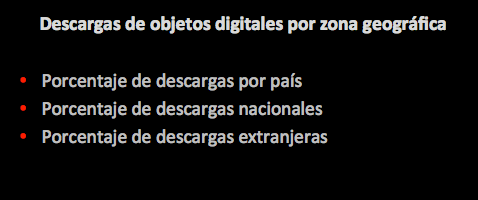 Descargas de objetos digitales por zona geográfica
• Porcentaje de descargas por país
• Porcentaje de descargas nacionales
• Porcentaje de descargas extranjeras